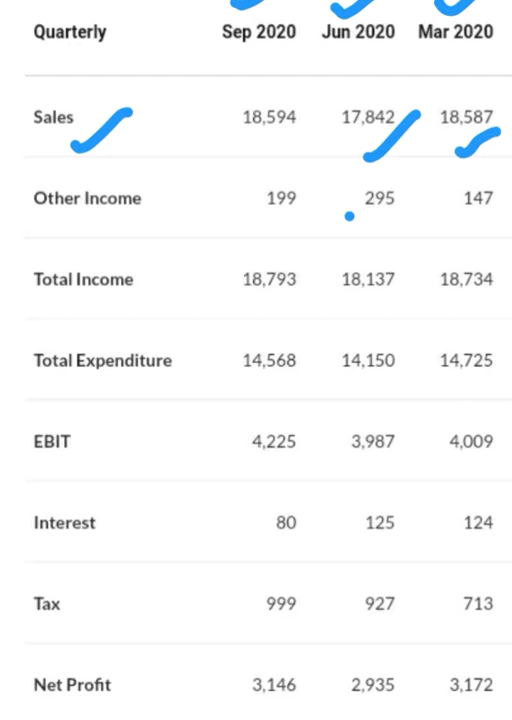 Quarterly Sep 2020 Jun 2020 Mar 2020
Sales 18,594 17,842 18,587
Other Income 199 295 147
Total Income 18,793 18,137 18,734
Total Expenditure 14,568 14,150 14,725
EBIT 4,225 3,987 4,009
Interest 80 125 124
Tax 999 927 713
Net Profit 3,146 2,935 3,172